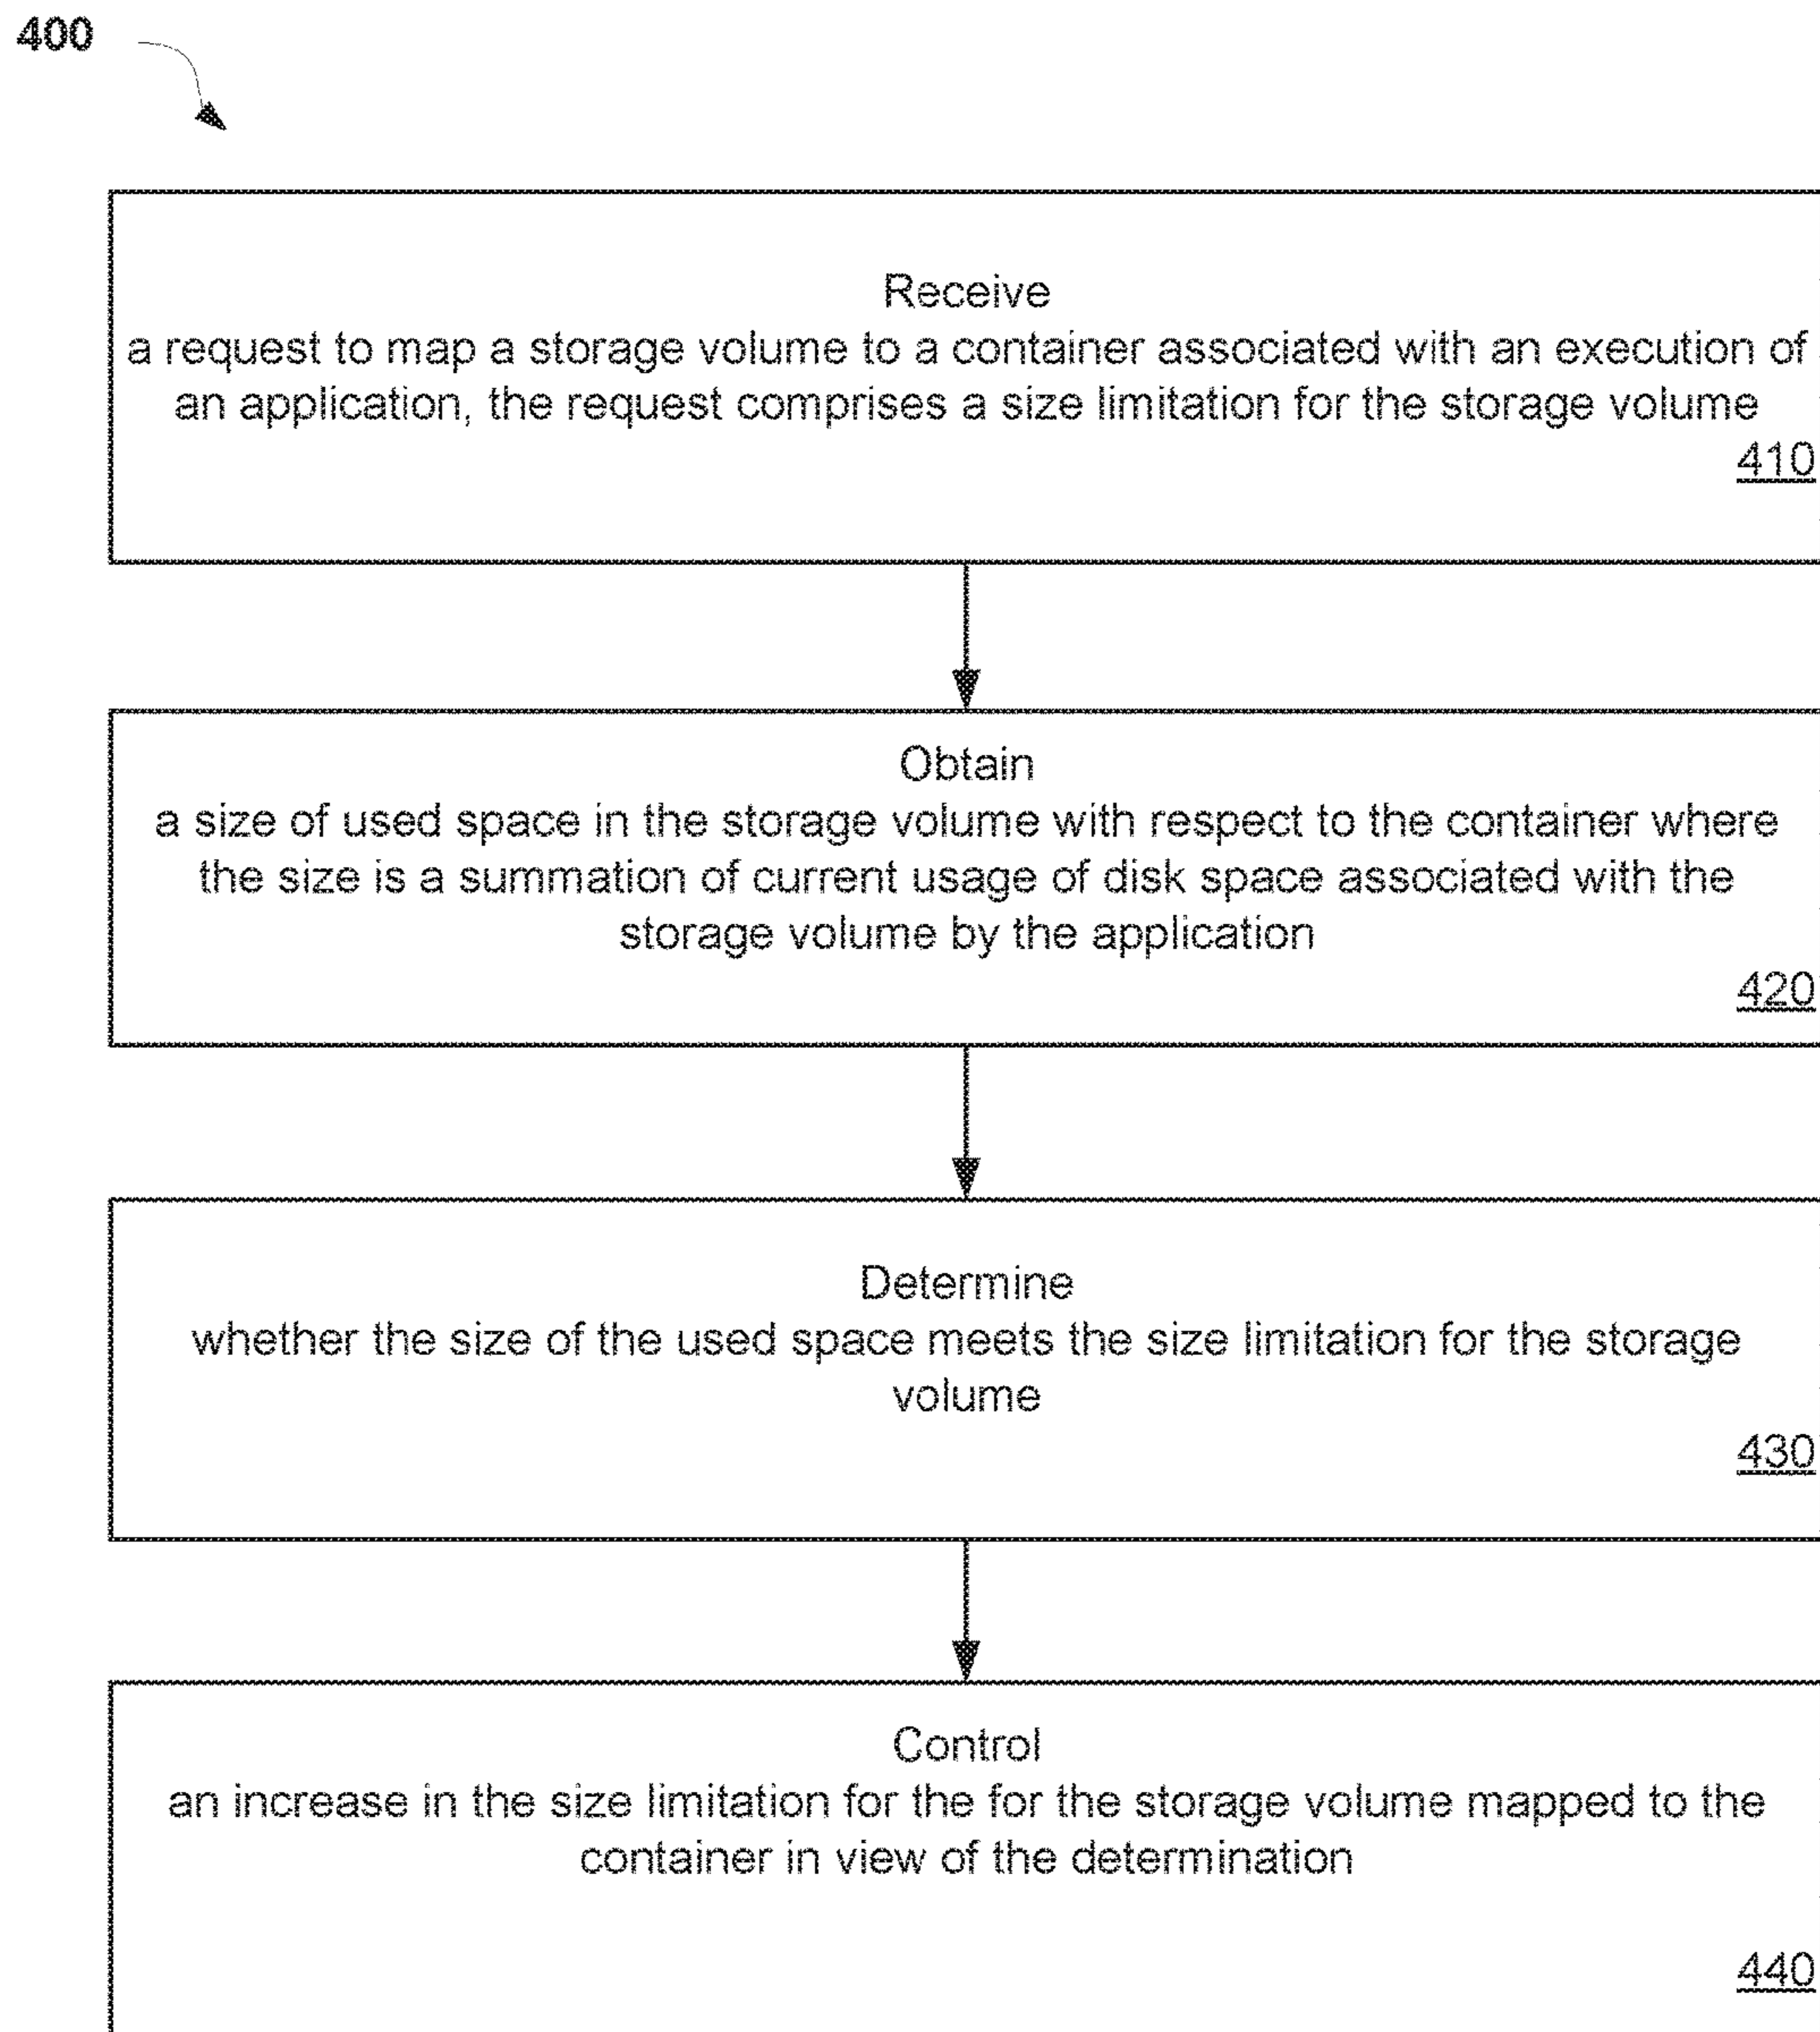 400
Receive
a request to map a storage volume to a container associated with an execution of
an application, the request comprises a size limitation for the storage volume
410
Obtain
a size of used space in the storage volume with respect to the container where
the size is a summation of current usage of disk space associated with the
storage volume by the application
420
Determine
whether the size of the used space meets the size limitation for the storage
volume
430
Control
an increase in the size limitation for the for the storage volume mapped to the
container in view of the determination
440